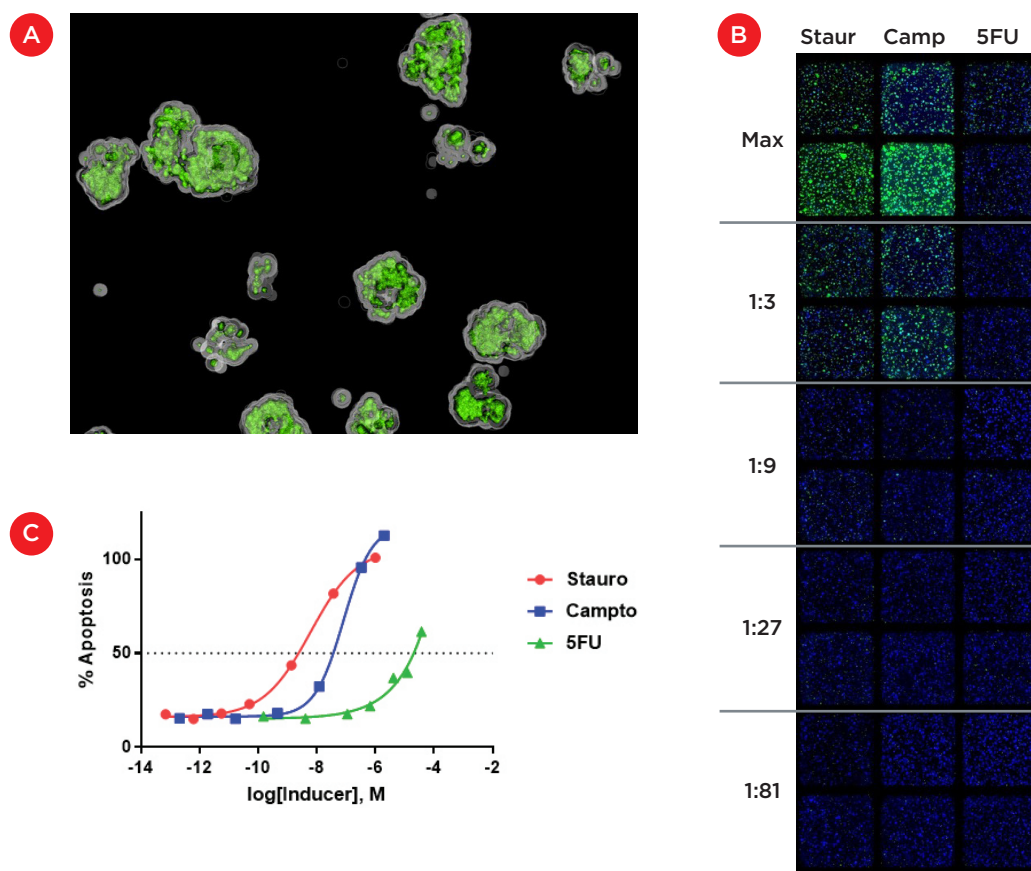 A
B
Staur Camp 5FU
Max
1:3
1:9
1:27
1:81
C
% Apoptosis
100
50
0
-14 -12 -10 -8 -6 -4 -2
log[Inducer], M
Stauro
Campto
5FU